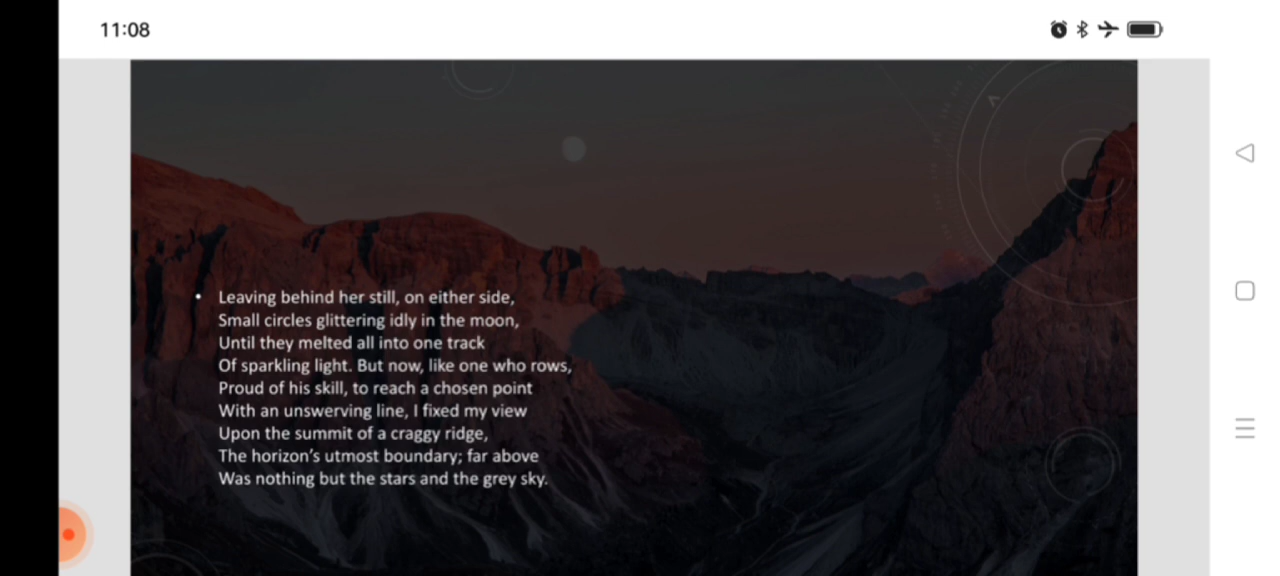 11:08
• Leaving behind her still, on either side,
Small circles glittering idly in the moon,
Until they melted all into one track
Of sparkling light. But now, like one who rows,
Proud of his skill, to reach a chosen point
With an unswerving line, I fixed my view
Upon the summit of a craggy ridge,
The horizon’s utmost boundary; far above
Was nothing but the stars and the grey sky.